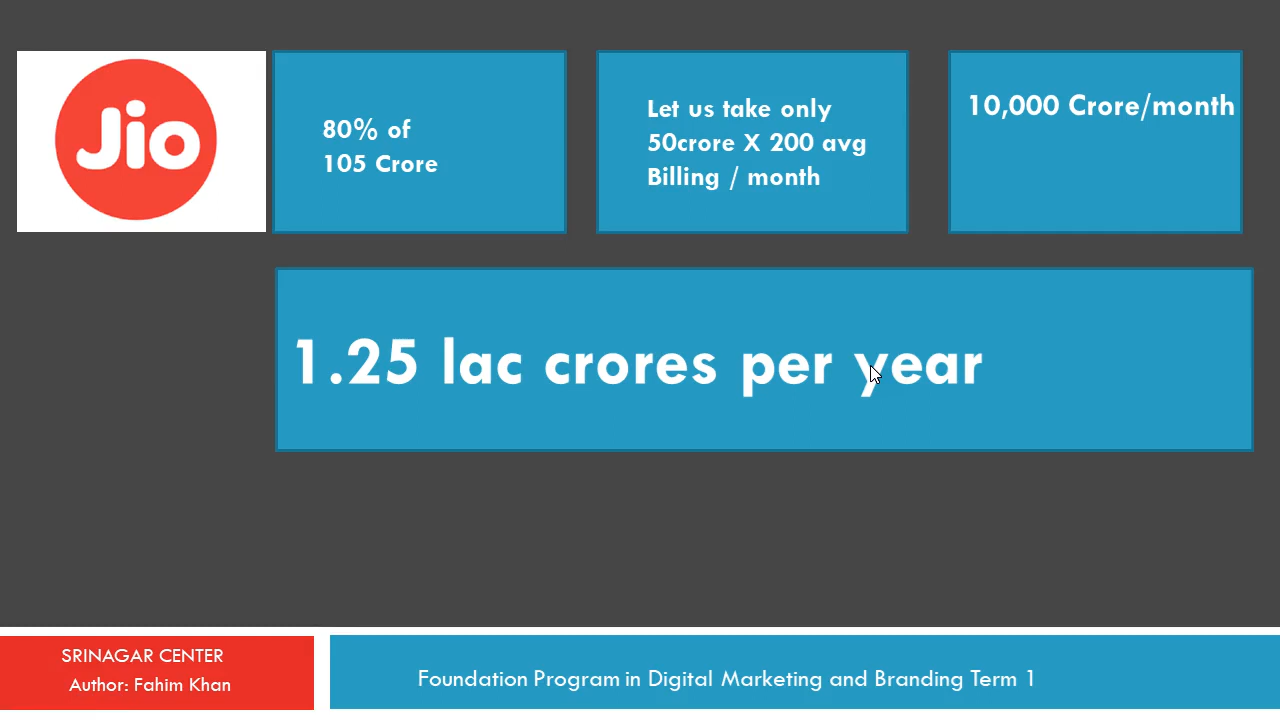 Jio
80% of
105 Crore
Let us take only
50crore X 200 avg
Billing / month
10,000 Crore/month
1.25 lac crores per year
SRINAGAR CENTER
Author: Fahim Khan
Foundation Program in Digital Marketing and Branding Term 1